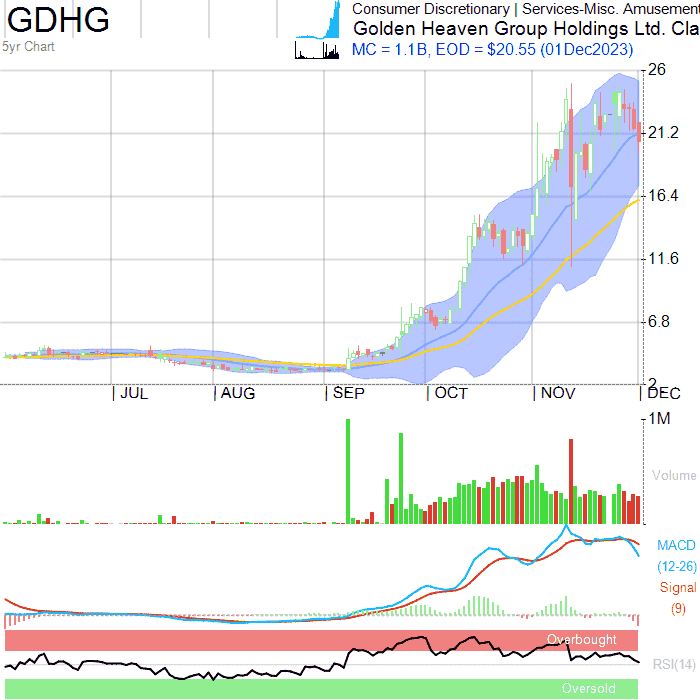 GDHG
5yr Chart
Consumer Discretionary | Services-Misc. Amusement
Golden Heaven Group Holdings Ltd. Cla
MC = 1.1B, EOD = $20.55 (01Dec2023)
26
21.2
16.4
11.6
6.8
2
JUL AUG SEP OCT NOV DEC
1M
Volume
MACD
(12-26)
Signal
(9)
Overbought
RSI(14)
Oversold